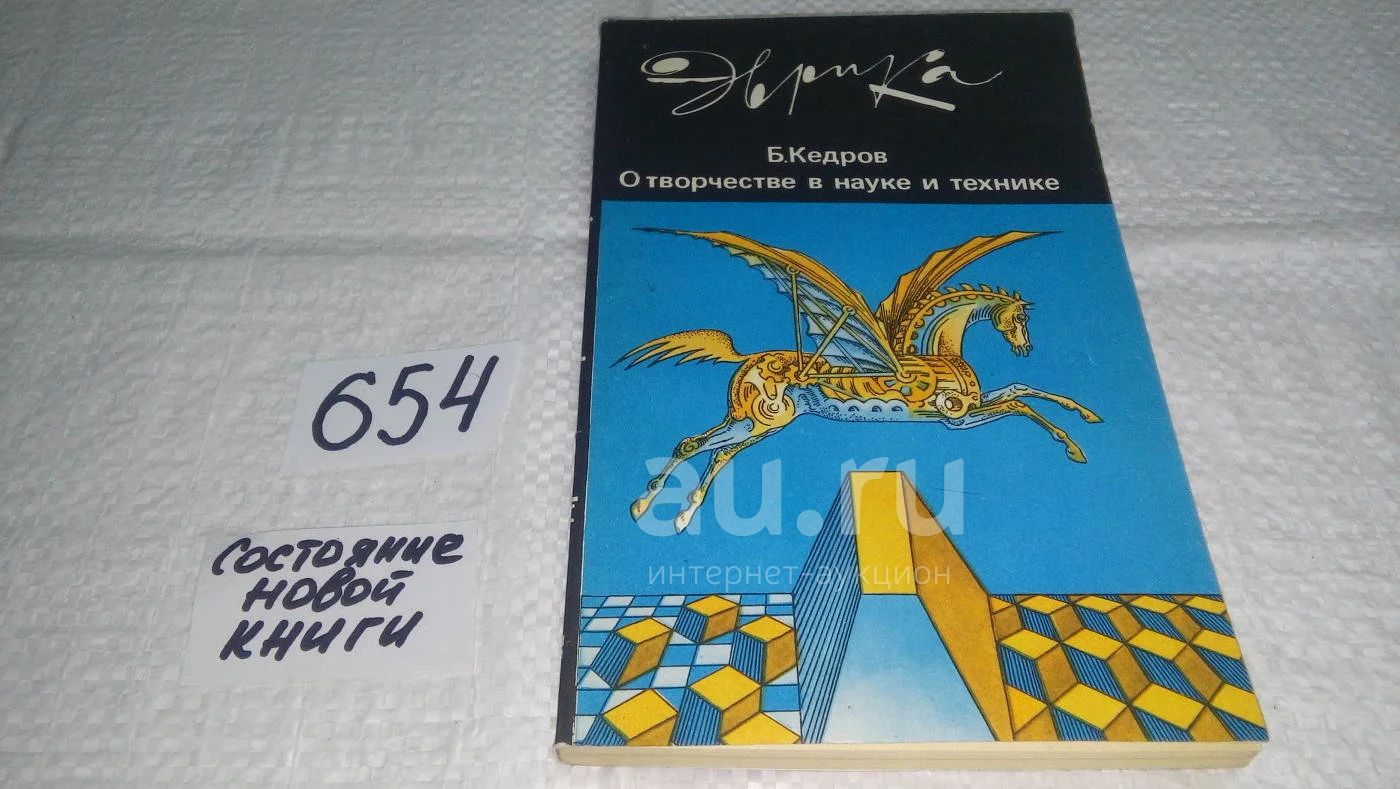 Эврика
Б.Кедров
О творчестве в науке и технике
654
Состояние
новой
книги
au.ru
интернет-аукцион